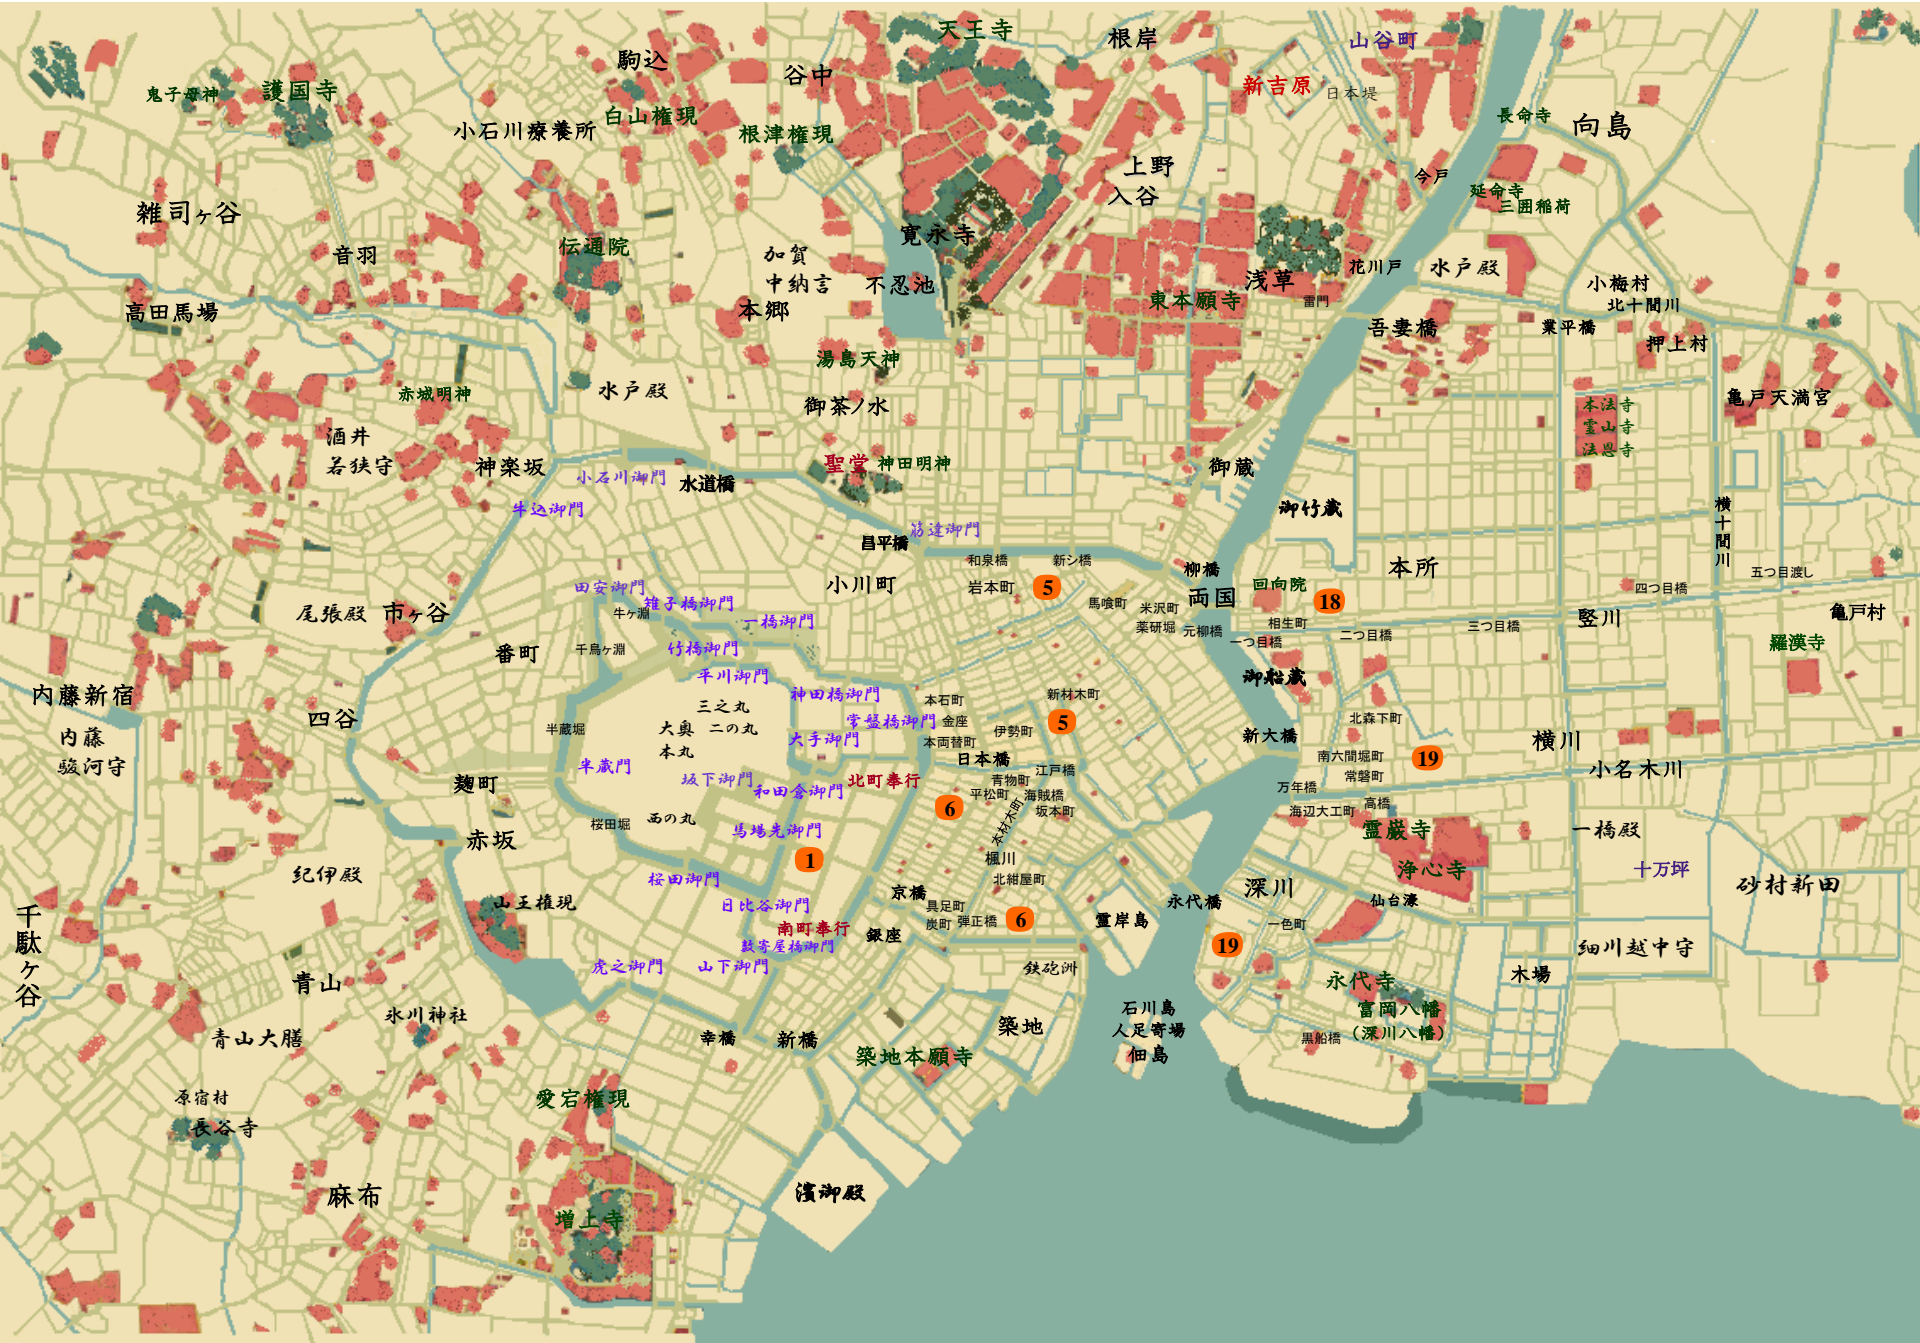 天王寺
根岸
山谷町
駒込
谷中
新吉原
日本堤
鬼子母神
護国寺
白山権現
根津権現
小石川療養所
長命寺
向島
上野
入谷
今戸
延命寺
三囲稲荷
雑司ヶ谷
音羽
伝通院
加賀
中納言
寛永寺
不忍池
本郷
浅草
花川戸
水戸殿
雷門
東本願寺
小梅村
北十間川
高田馬場
吾妻橋
業平橋
押上村
湯島天神
赤城明神
水戸殿
御茶ノ水
亀戸天満宮
本法寺
霊山寺
法恩寺
酒井
若狭守
神楽坂
小石川御門
水道橋
聖堂
神田明神
御蔵
御竹蔵
牛込御門
筋違御門
昌平橋
横十間川
和泉橋
新シ橋
柳橋
本所
五つ目渡し
小川町
岩本町
5
両国
回向院
18
四つ目橋
尾張殿
市ヶ谷
田安御門
牛ヶ淵
雉子橋御門
一橋御門
馬喰町
米沢町
薬研堀
元柳橋
相生町
一つ目橋
二つ目橋
三つ目橋
竪川
亀戸村
羅漢寺
番町
千鳥ヶ淵
竹橋御門
平川御門
神田橋御門
御船蔵
内藤新宿
内藤
駿河守
四谷
半蔵堀
三之丸
大奥
二の丸
本丸
常盤橋御門
大手御門
本石町
金座
本両替町
新材木町
伊勢町
5
日本橋
江戸橋
新大橋
北森下町
南六間堀町
19
常磐町
横川
小名木川
麹町
半蔵門
坂下御門
和田倉御門
北町奉行
青物町
平松町
海賊橋
坂本町
本材木町
6
万年橋
海辺大工町
高橋
霊巌寺
浄心寺
一橋殿
十万坪
砂村新田
赤坂
桜田堀
西の丸
馬場先御門
1
楓川
北紺屋町
紀伊殿
桜田御門
日比谷御門
京橋
具足町
炭町
弾正橋
6
霊岸島
永代橋
深川
仙台濠
一色町
19
細川越中守
山王権現
南町奉行
数寄屋橋御門
銀座
虎之御門
山下御門
鉄砲洲
千駄ヶ谷
青山
青山大膳
氷川神社
幸橋
新橋
築地
築地本願寺
石川島
人足寄場
佃島
永代寺
富岡八幡
（深川八幡）
黒船橋
木場
原宿村
長谷寺
愛宕権現
麻布
増上寺
濱御殿